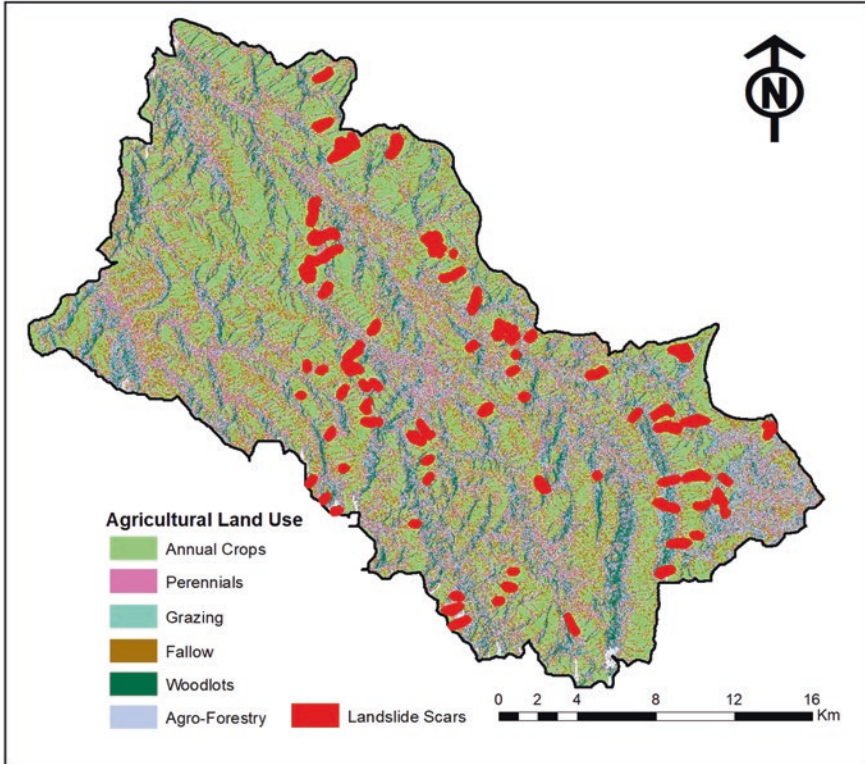 N
Agricultural Land Use
Annual Crops
Perennials
Grazing
Fallow
Woodlots
Agro-Forestry
Landslide Scars
0 2 4 8 12 16
Km